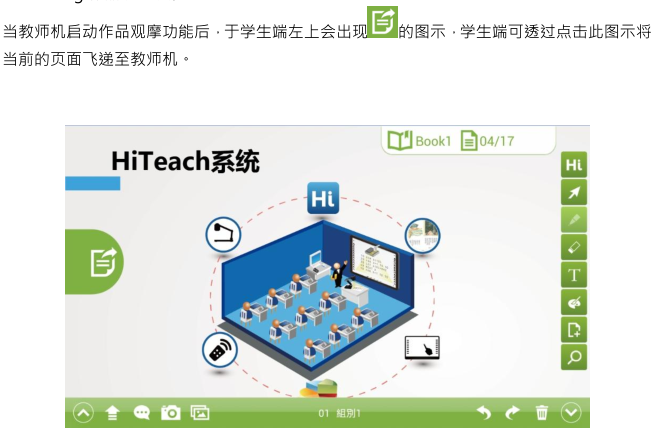 当教师机启动作品观摩功能后，于学生端左上会出现的图示，学生端可透过点击此图示将
当前的页面飞递至教师机。
Book1 04/17
HiTeach系统
Hi
Hi
T
01 組別1